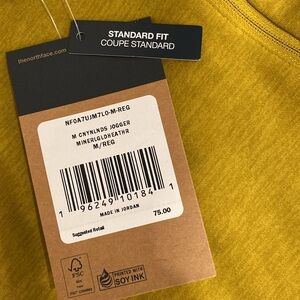 STANDARD FIT
COUPE STANDARD
thenorthface.com
NF0A7UJM7L0-M-REG
M CNYNLNDS JOGGER
MINERLGLDHEATHR
M/REG
1 96249 10184 1
MADE IN JORDAN
Suggested Retail
75.00
FSC
PRINTED WITH
SOY INK